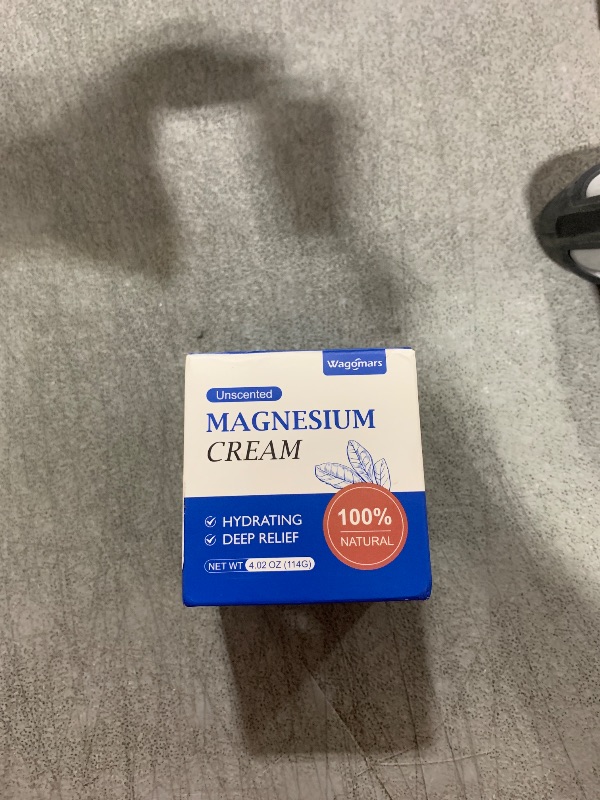 Wagomars
Unscented
MAGNESIUM
CREAM
HYDRATING
DEEP RELIEF
100%
NATURAL
NET WT 4.02 OZ (114G)